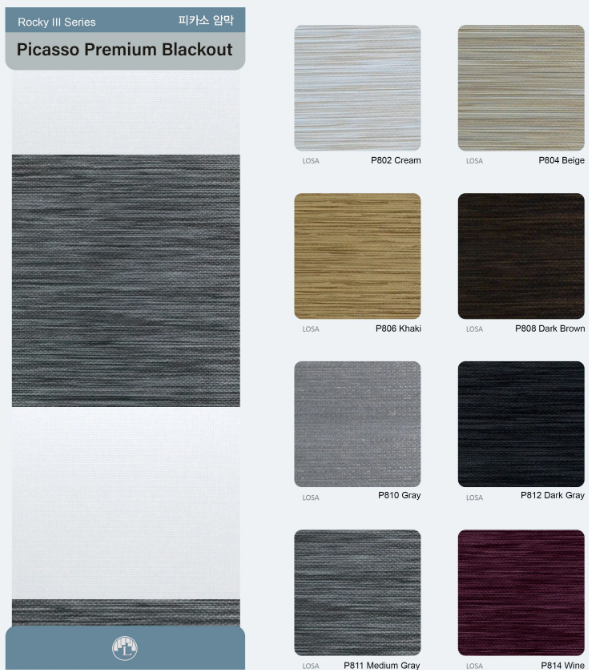 Rocky III Series 피카소 암막
Picasso Premium Blackout
LOSA P802 Cream
LOSA P804 Beige
LOSA P806 Khaki
LOSA P808 Dark Brown
LOSA P810 Gray
LOSA P812 Dark Gray
LOSA P811 Medium Gray
LOSA P814 Wine